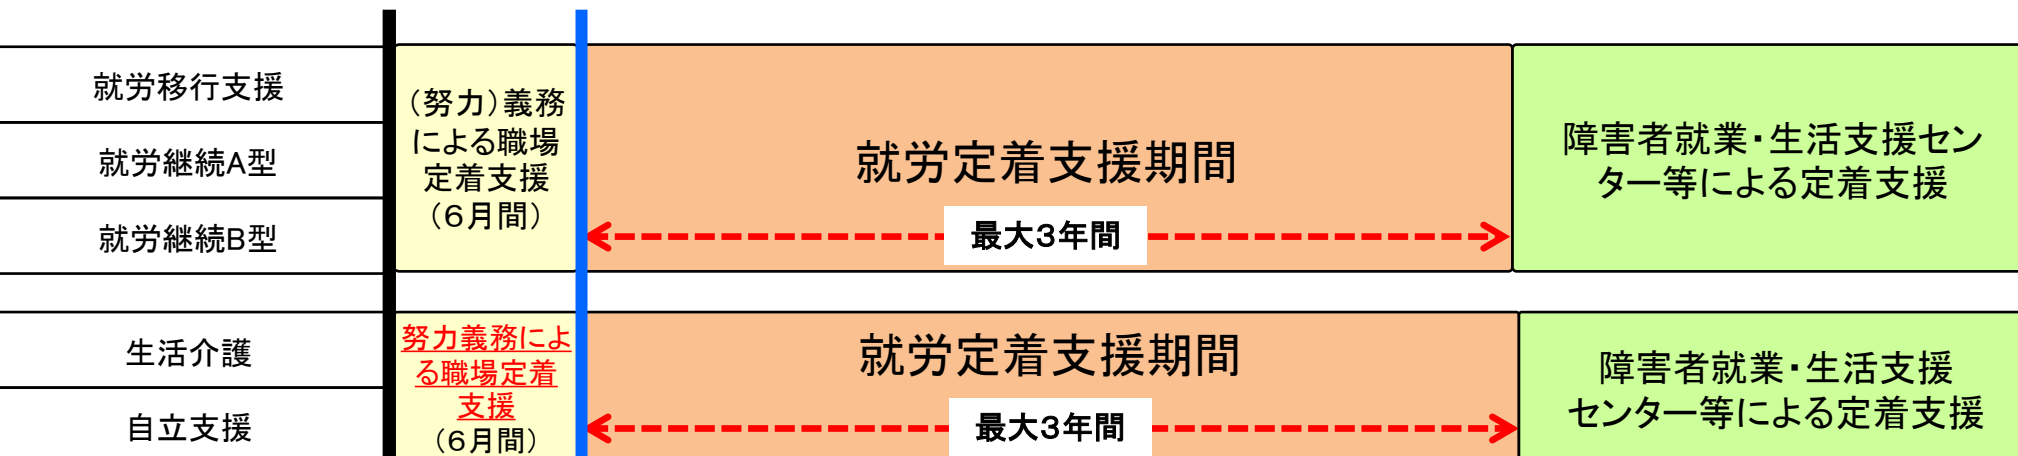 就労移行支援
就労継続A型
就労継続B型
（努力）義務
による職場
定着支援
（６月間）
就労定着支援期間
最大3年間
障害者就業・生活支援セン
ター等による定着支援
生活介護
自立支援
努力義務によ
る職場定着
支援
（６月間）
就労定着支援期間
最大3年間
障害者就業・生活支援
センター等による定着支援